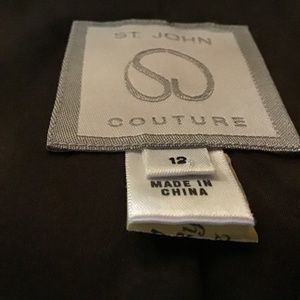 ST. JOHN
COUTURE
12
MADE IN
CHINA